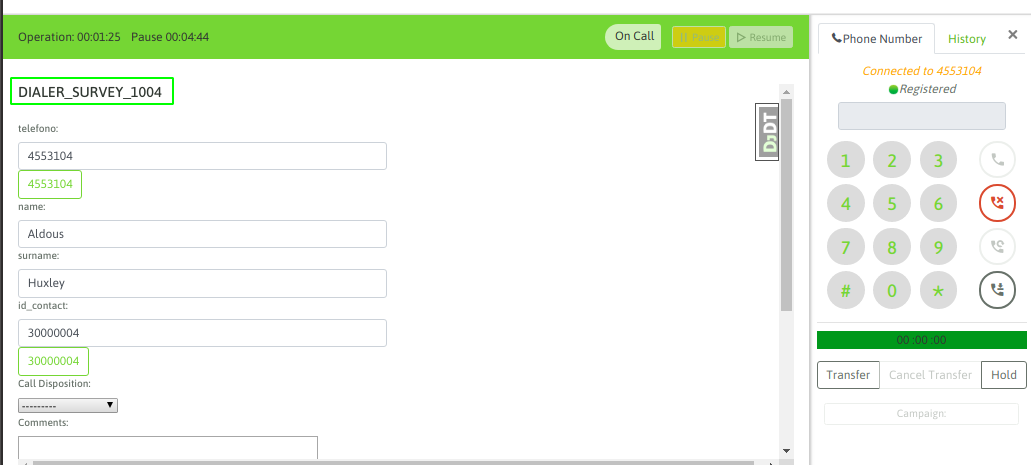 Operation: 00:01:25 Pause 00:04:44 On Call Pause Resume
DIALER_SURVEY_1004
telefono:
4553104
4553104
name:
Aldous
surname:
Huxley
id_contact:
30000004
30000004
Call Disposition:
---------
Comments:
DjDT
Phone Number History ×
Connected to 4553104
Registered
1 2 3
4 5 6
7 8 9
# 0 *
00 :00 :00
Transfer Cancel Transfer Hold
Campaign: